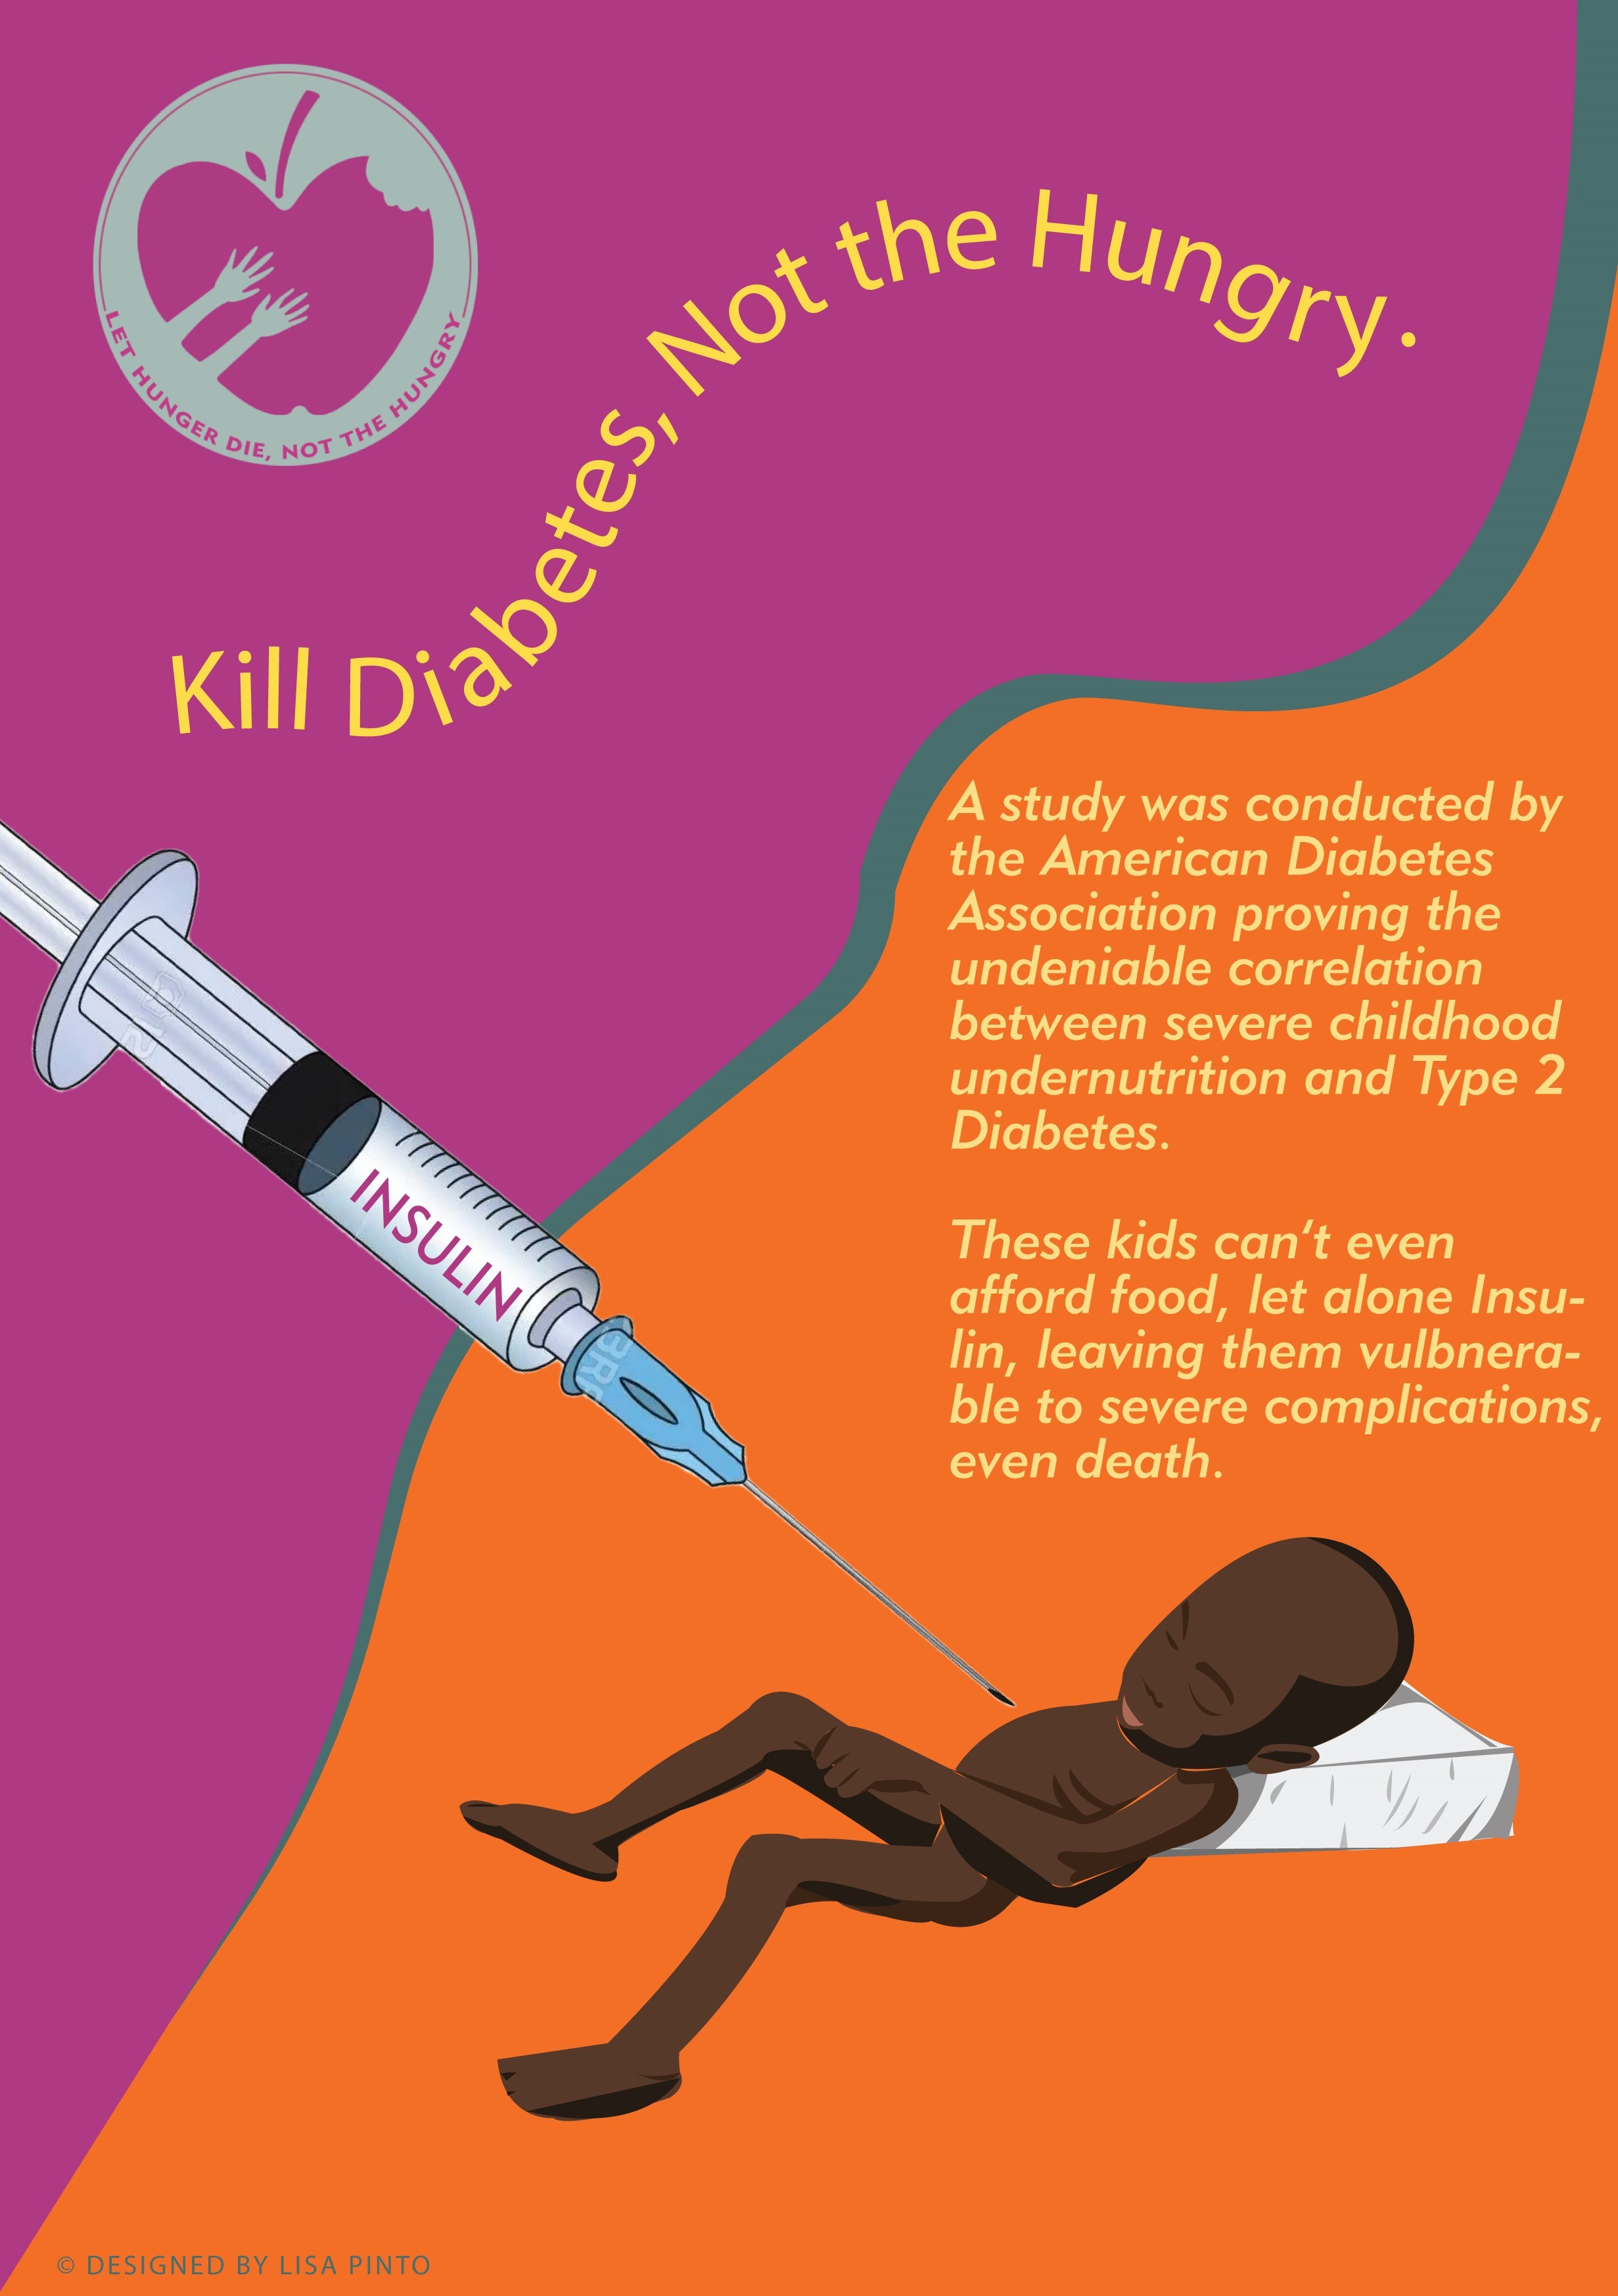 LET HUNGER DIE, NOT THE HUNGRY
Kill Diabetes, Not the Hungry.
A study was conducted by
the American Diabetes
Association proving the
undeniable correlation
between severe childhood
undernutrition and Type 2
Diabetes.
These kids can't even
afford food, let alone Insu-
lin, leaving them vulbnera-
ble to severe complications,
even death.
INSULIN
© DESIGNED BY LISA PINTO